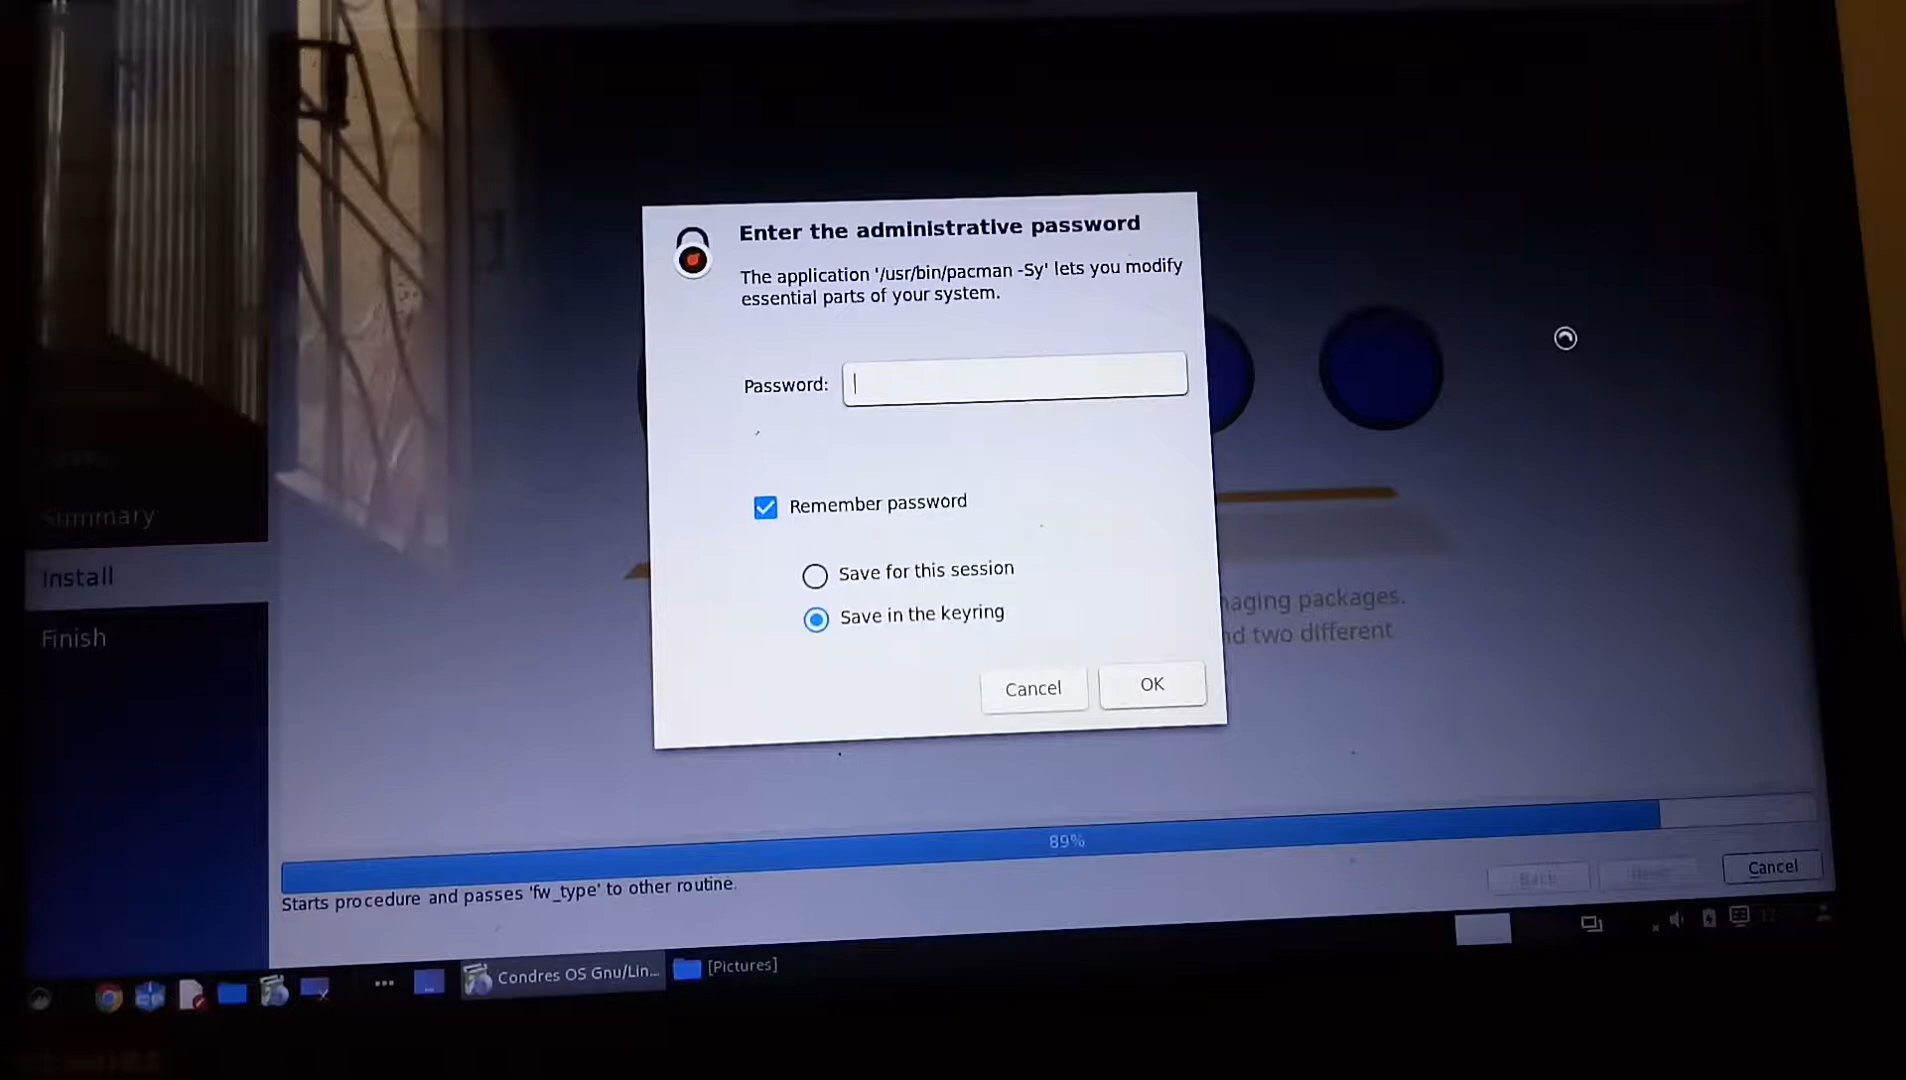 Enter the administrative password
The application '/usr/bin/pacman -Sy' lets you modify
essential parts of your system.
Password:
Remember password
Save for this session
Save in the keyring
Cancel
OK
Summary
Install
Finish
naging packages.
nd two different
89%
Starts procedure and passes 'fw_type' to other routine.
Back
Cancel
Condres OS Gnu/Lin...
[Pictures]